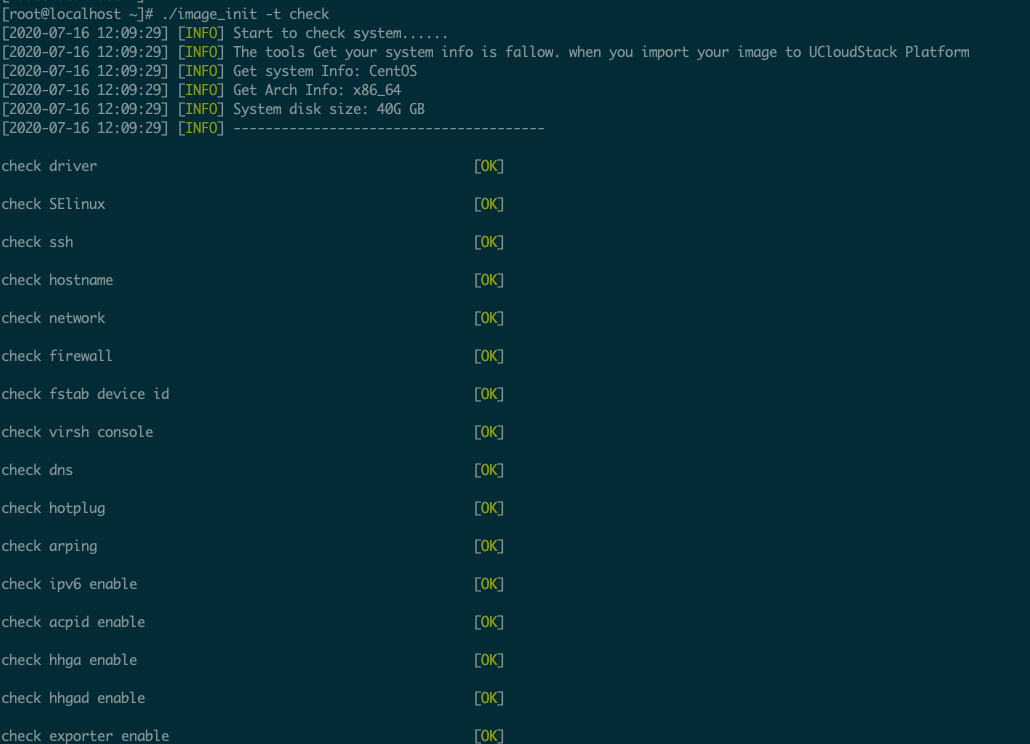 [root@localhost ~]# ./image_init -t check
[2020-07-16 12:09:29] [INFO] Start to check system......
[2020-07-16 12:09:29] [INFO] The tools Get your system info is fallow. when you import your image to UCloudStack Platform
[2020-07-16 12:09:29] [INFO] Get system Info: CentOS
[2020-07-16 12:09:29] [INFO] Get Arch Info: x86_64
[2020-07-16 12:09:29] [INFO] System disk size: 40G GB
[2020-07-16 12:09:29] [INFO] ---------------------------------------
check driver [OK]
check SElinux [OK]
check ssh [OK]
check hostname [OK]
check network [OK]
check firewall [OK]
check fstab device id [OK]
check virsh console [OK]
check dns [OK]
check hotplug [OK]
check arping [OK]
check ipv6 enable [OK]
check acpid enable [OK]
check hhga enable [OK]
check hhgad enable [OK]
check exporter enable [OK]